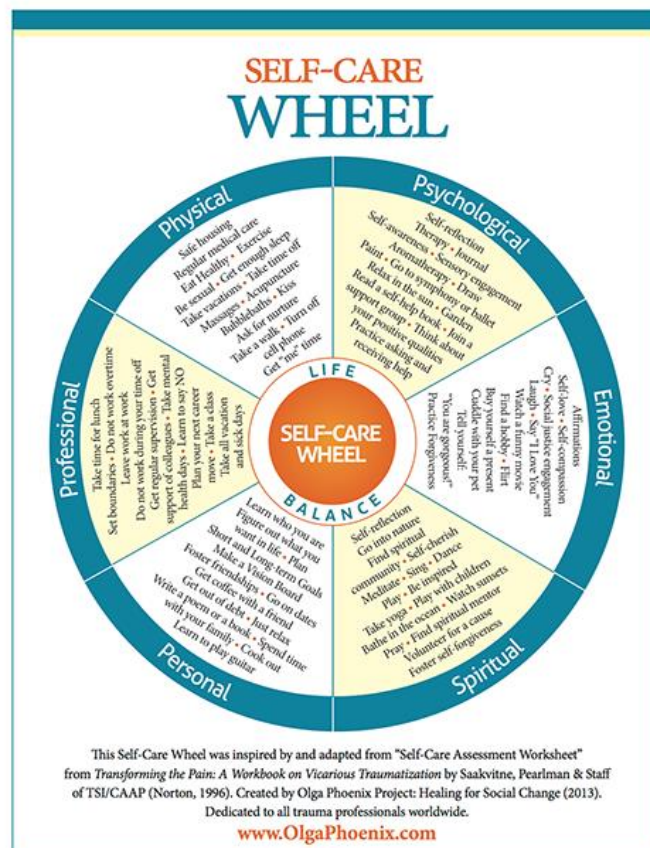 SELF-CARE
WHEEL
Physical
Safe housing
Regular medical care
Eat Healthy • Exercise
Be sexual • Get enough sleep
Take vacations • Take time off
Massages • Acupuncture
Bubblebaths • Kiss
Ask for nurture
Take a walk • Turn off
cell phone
Get "me" time
Psychological
Self-reflection
Therapy • Journal
Self-awareness • Sensory engagement
Aromatherapy • Draw
Paint • Go to symphony or ballet
Relax in the sun • Garden
Read a self-help book • Join a
support group • Think about
your positive qualities
Practice asking and
receiving help
Emotional
Affirmations
Self-love • Self-compassion
Cry • Social justice engagement
Laugh • Say "I Love You"
Watch a funny movie
Find a hobby • Flirt
Buy yourself a present
Cuddle with your pet
Tell yourself:
"You are gorgeous!"
Practice Forgiveness
Spiritual
Self-reflection
Go into nature
Find spiritual
community • Self-cherish
Meditate • Sing • Dance
Play • Be inspired
Take yoga • Play with children
Bathe in the ocean • Watch sunsets
Pray • Find spiritual mentor
Volunteer for a cause
Foster self-forgiveness
Personal
Learn who you are
Figure out what you
want in life • Plan
Short and Long-term Goals
Make a Vision Board
Foster friendships • Go on dates
Get coffee with a friend
Get out of debt • Just relax
Write a poem or a book • Spend time
with your family • Cook out
Learn to play guitar
Professional
Take time for lunch
Set boundaries • Do not work overtime
Leave work at work
Do not work during your time off
Get regular supervision • Get
support of colleagues • Take mental
health days • Learn to say NO
Plan your next career
move • Take a class
Take all vacation
and sick days
LIFE
SELF-CARE
WHEEL
BALANCE
This Self-Care Wheel was inspired by and adapted from "Self-Care Assessment Worksheet"
from Transforming the Pain: A Workbook on Vicarious Traumatization by Saakvitne, Pearlman & Staff
of TSI/CAAP (Norton, 1996). Created by Olga Phoenix Project: Healing for Social Change (2013).
Dedicated to all trauma professionals worldwide.
www.OlgaPhoenix.com